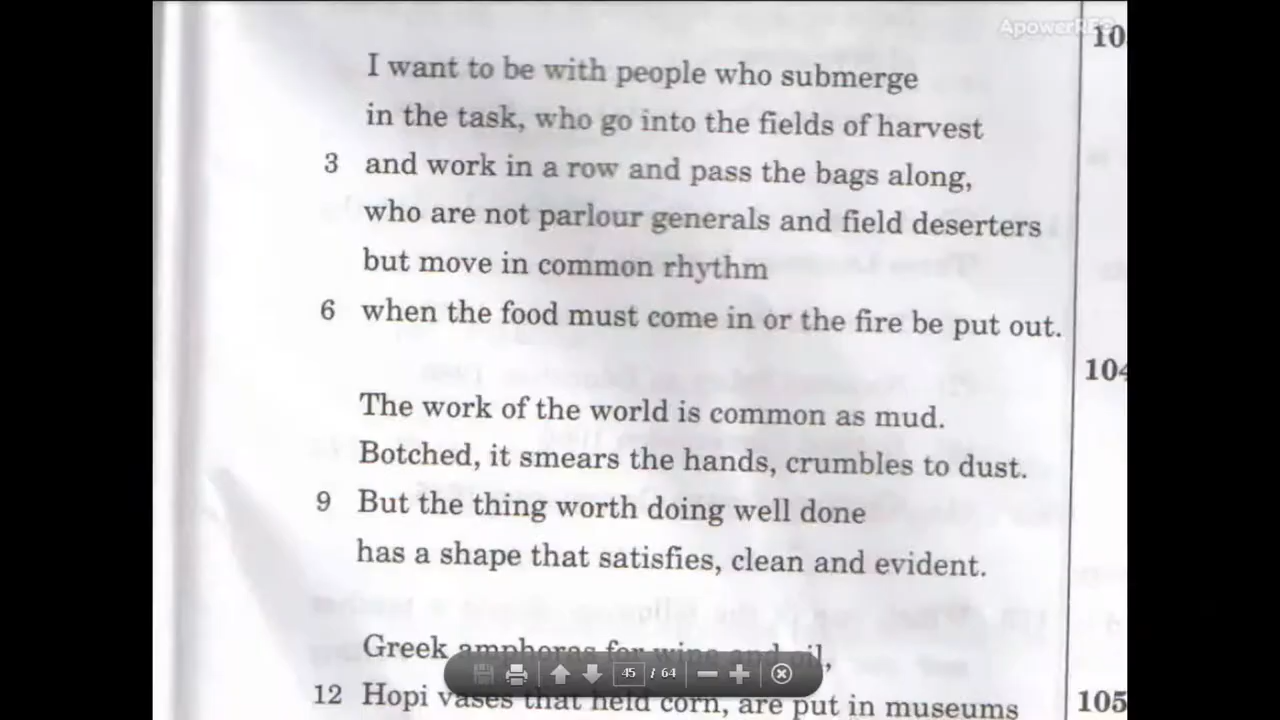 ApowerREC
10
I want to be with people who submerge
in the task, who go into the fields of harvest
3 and work in a row and pass the bags along,
who are not parlour generals and field deserters
but move in common rhythm
6 when the food must come in or the fire be put out.
104
The work of the world is common as mud.
Botched, it smears the hands, crumbles to dust.
9 But the thing worth doing well done
has a shape that satisfies, clean and evident.
Greek amphoras for wine and oil,
45 / 64
12 Hopi vases that held corn, are put in museums
105